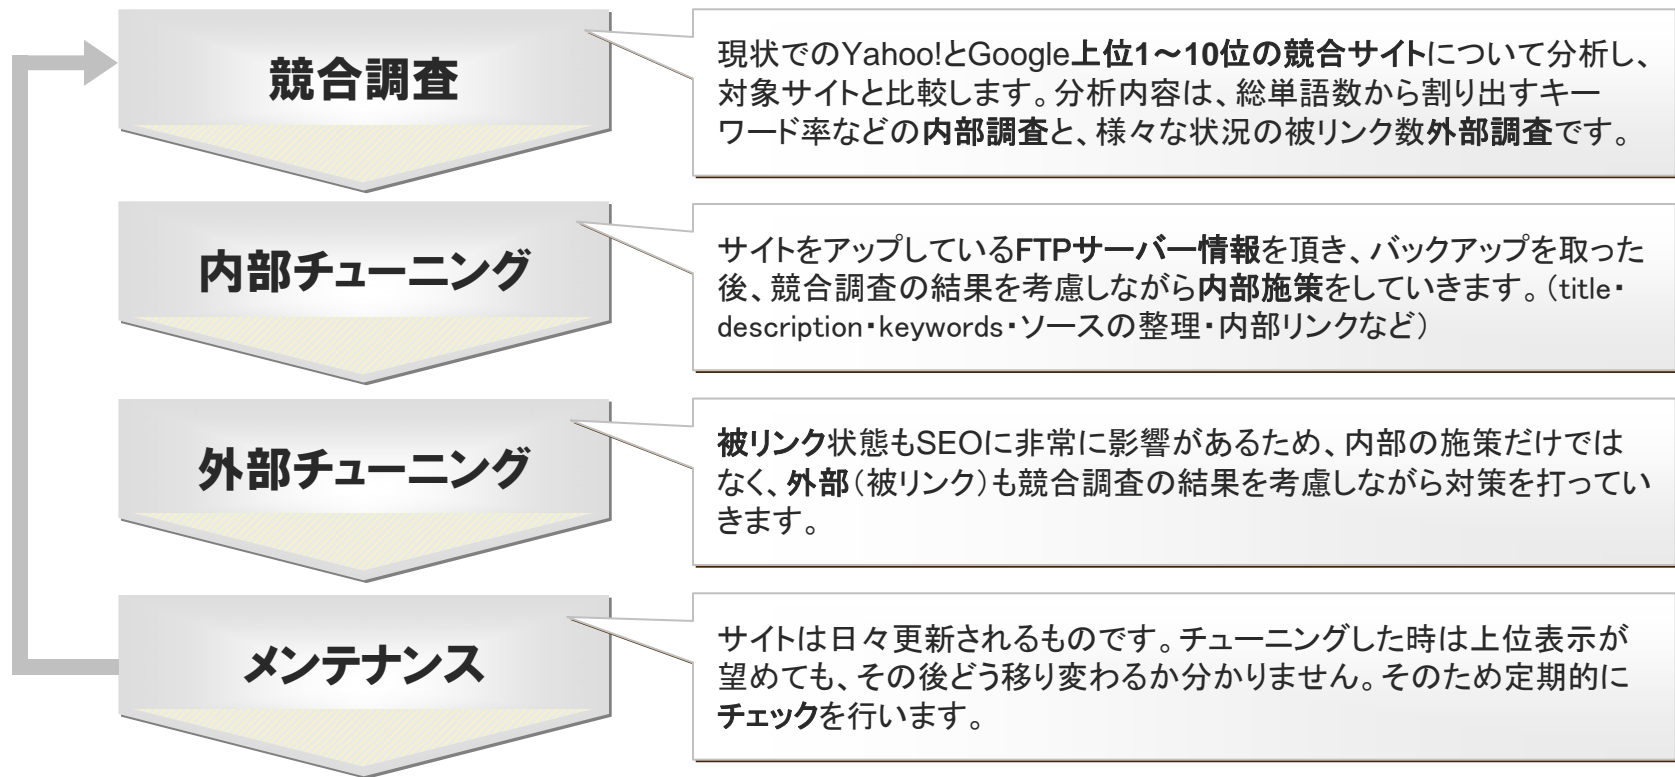 競合調査
現状でのYahoo!とGoogle上位1～10位の競合サイトについて分析し、
対象サイトと比較します。分析内容は、総単語数から割り出すキー
ワード率などの内部調査と、様々な状況の被リンク数外部調査です。
内部チューニング
サイトをアップしているFTPサーバー情報を頂き、バックアップを取った
後、競合調査の結果を考慮しながら内部施策をしていきます。（title・
description・keywords・ソースの整理・内部リンクなど）
外部チューニング
被リンク状態もSEOに非常に影響があるため、内部の施策だけでは
なく、外部（被リンク）も競合調査の結果を考慮しながら対策を打ってい
きます。
メンテナンス
サイトは日々更新されるものです。チューニングした時は上位表示が
望めても、その後どう移り変わるか分かりません。そのため定期的に
チェックを行います。